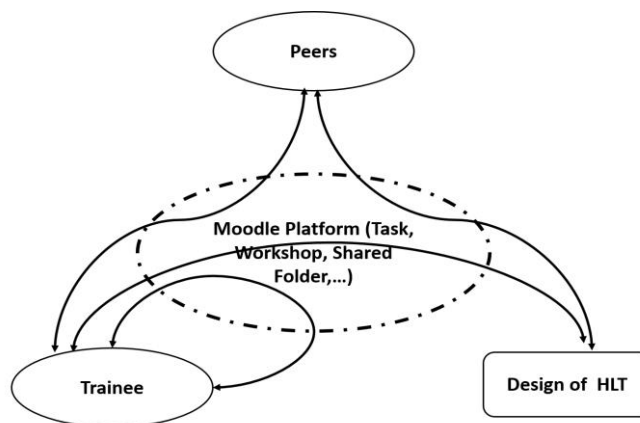 Peers
Moodle Platform (Task,
Workshop, Shared
Folder,...)
Trainee
Design of HLT